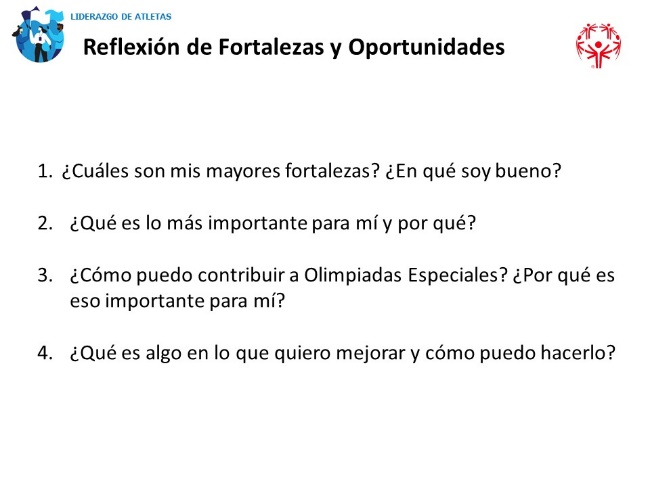 LIDERAZGO DE ATLETAS
Reflexión de Fortalezas y Oportunidades
1. ¿Cuáles son mis mayores fortalezas? ¿En qué soy bueno?
2. ¿Qué es lo más importante para mí y por qué?
3. ¿Cómo puedo contribuir a Olimpiadas Especiales? ¿Por qué es
eso importante para mí?
4. ¿Qué es algo en lo que quiero mejorar y cómo puedo hacerlo?